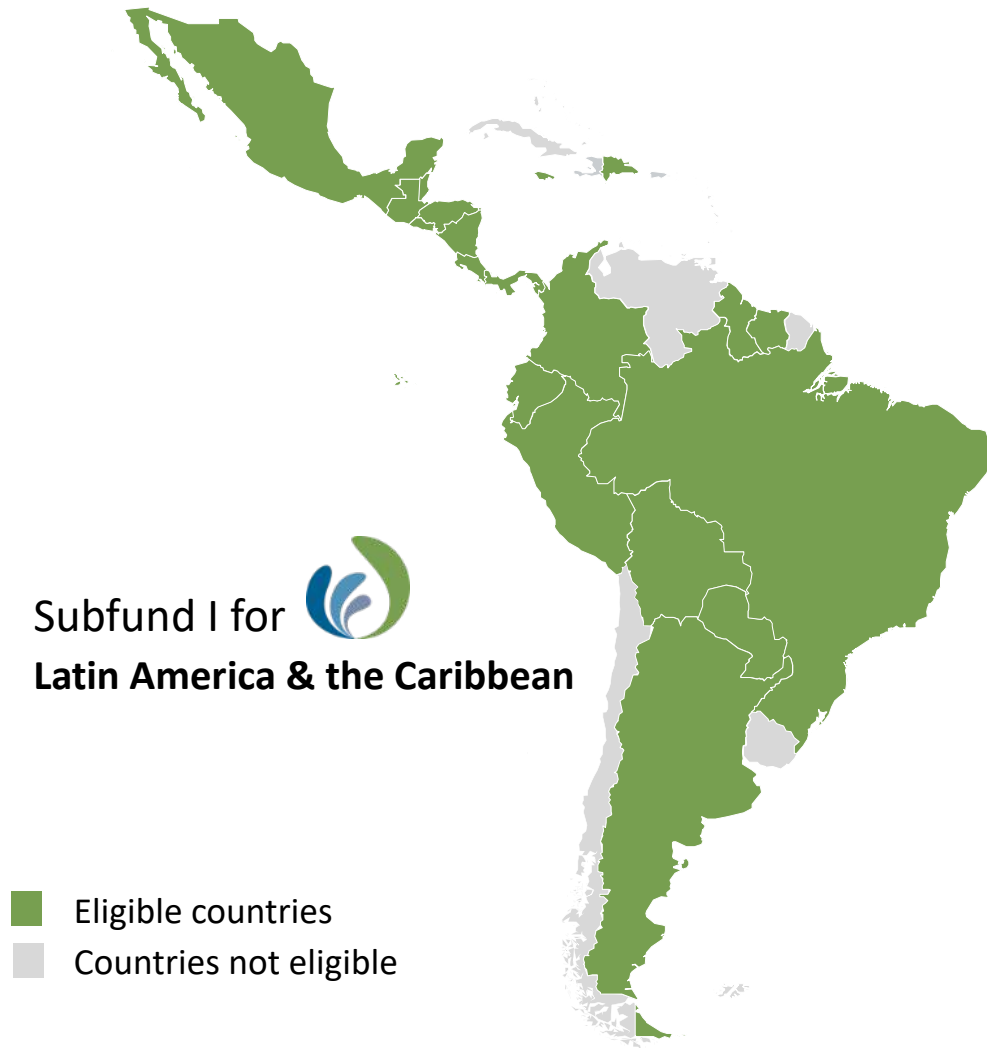 Subfund I for
Latin America & the Caribbean
Eligible countries
Countries not eligible